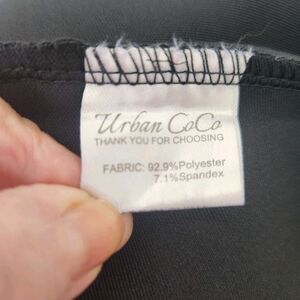 Urban CoCo
THANK YOU FOR CHOOSING
FABRIC: 92.9%Polyester
7.1%Spandex